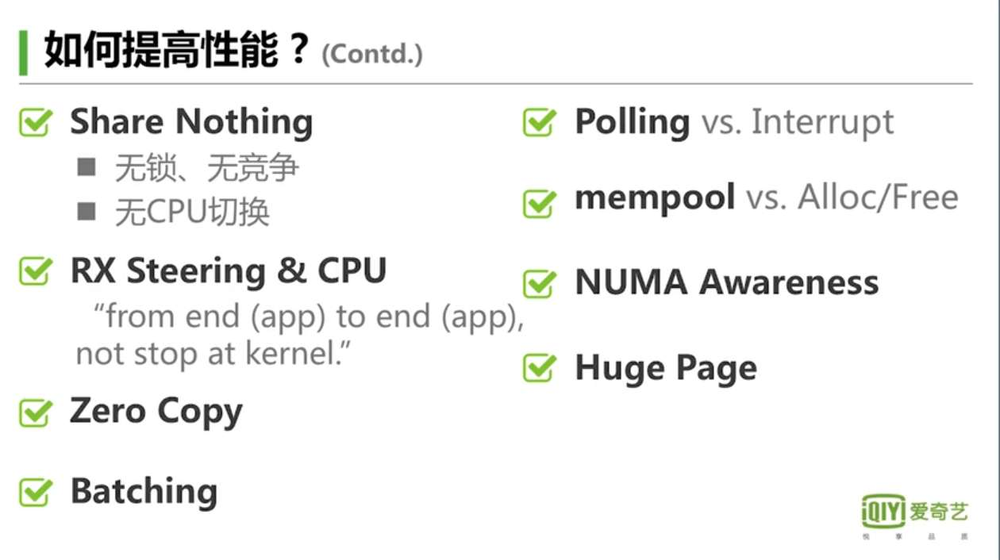 如何提高性能？(Contd.)
Share Nothing
无锁、无竞争
无CPU切换
RX Steering & CPU
“from end (app) to end (app),
not stop at kernel.”
Zero Copy
Batching
Polling vs. Interrupt
mempool vs. Alloc/Free
NUMA Awareness
Huge Page
iQIYI 爱奇艺
悦享品质